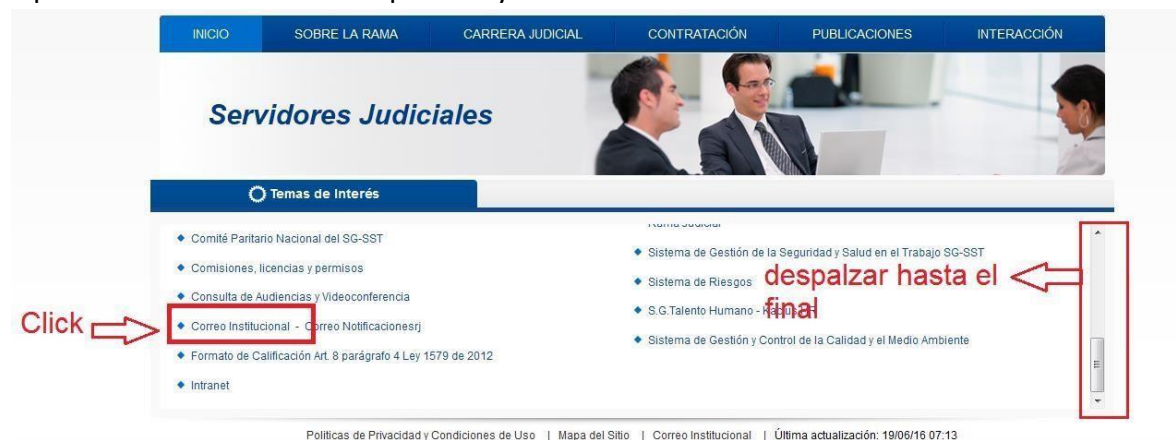 INICIO SOBRE LA RAMA CARRERA JUDICIAL CONTRATACIÓN PUBLICACIONES INTERACCIÓN
Servidores Judiciales
Temas de Interés
Comité Paritario Nacional del SG-SST
Comisiones, licencias y permisos
Consulta de Audiencias y Videoconferencia
Click
Correo Institucional - Correo Notificacionesrj
Formato de Calificación Art. 8 parágrafo 4 Ley 1579 de 2012
Intranet
Rama Judicial
Sistema de Gestión de la Seguridad y Salud en el Trabajo SG-SST
Sistema de Riesgos
despalzar hasta el
final
S.G.Talento Humano -
Sistema de Gestión y Control de la Calidad y el Medio Ambiente
Politicas de Privacidad y Condiciones de Uso | Mapa del Sitio | Correo Institucional | Última actualización: 19/06/16 07:13